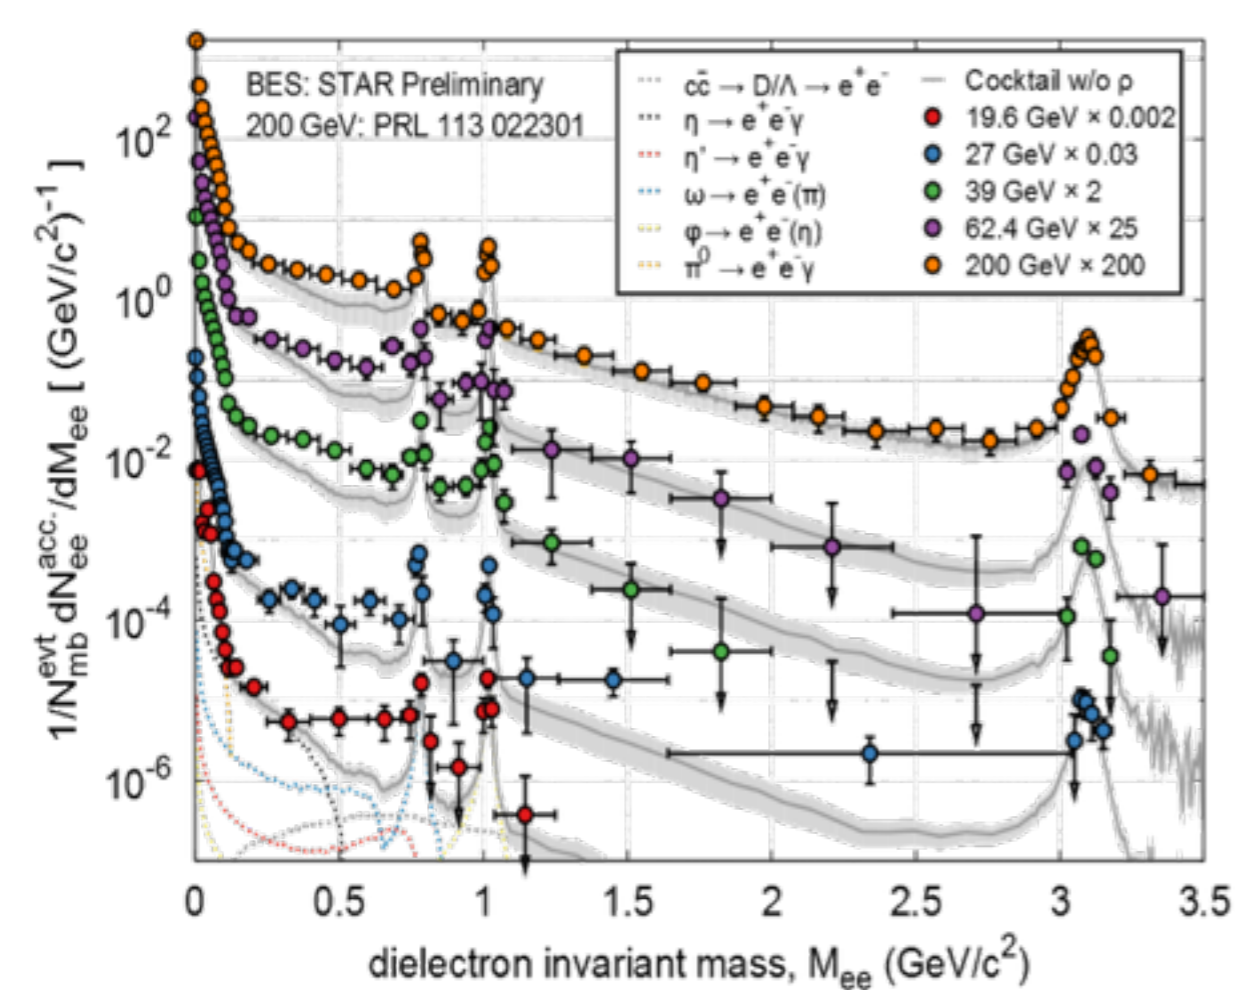 BES: STAR Preliminary
200 GeV: PRL 113 022301
cc̄ → D/Λ → e⁺e⁻
η → e⁺e⁻γ
η' → e⁺e⁻γ
ω → e⁺e⁻(π)
φ → e⁺e⁻(η)
π⁰ → e⁺e⁻γ
Cocktail w/o ρ
19.6 GeV × 0.002
27 GeV × 0.03
39 GeV × 2
62.4 GeV × 25
200 GeV × 200
1/N_mb^evt dN_ee^acc./dM_ee [ (GeV/c²)⁻¹ ]
10²
10⁰
10⁻²
10⁻⁴
10⁻⁶
0 0.5 1 1.5 2 2.5 3 3.5
dielectron invariant mass, M_ee (GeV/c²)